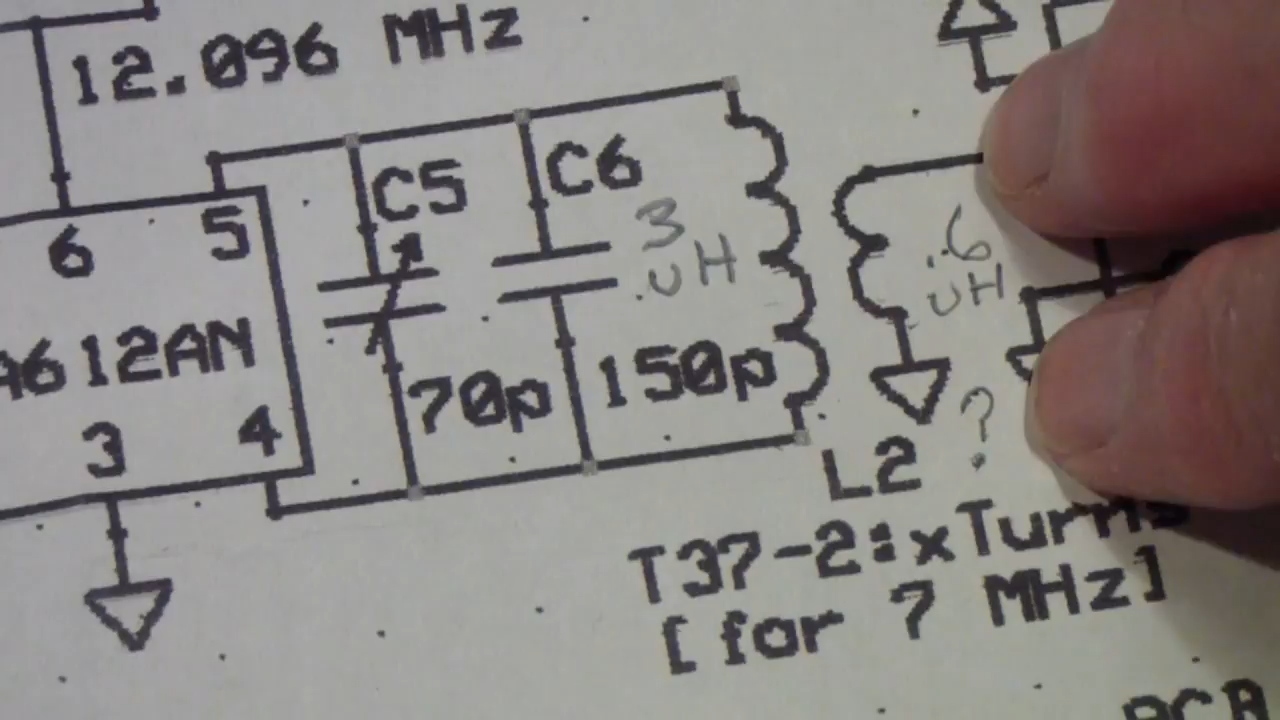 12.096 MHz
6
5
C5
C6
3
.uH
.6
uH
A612AN
70p
150p
3
4
?
L2
T37-2:xTurns
[for 7 MHz]